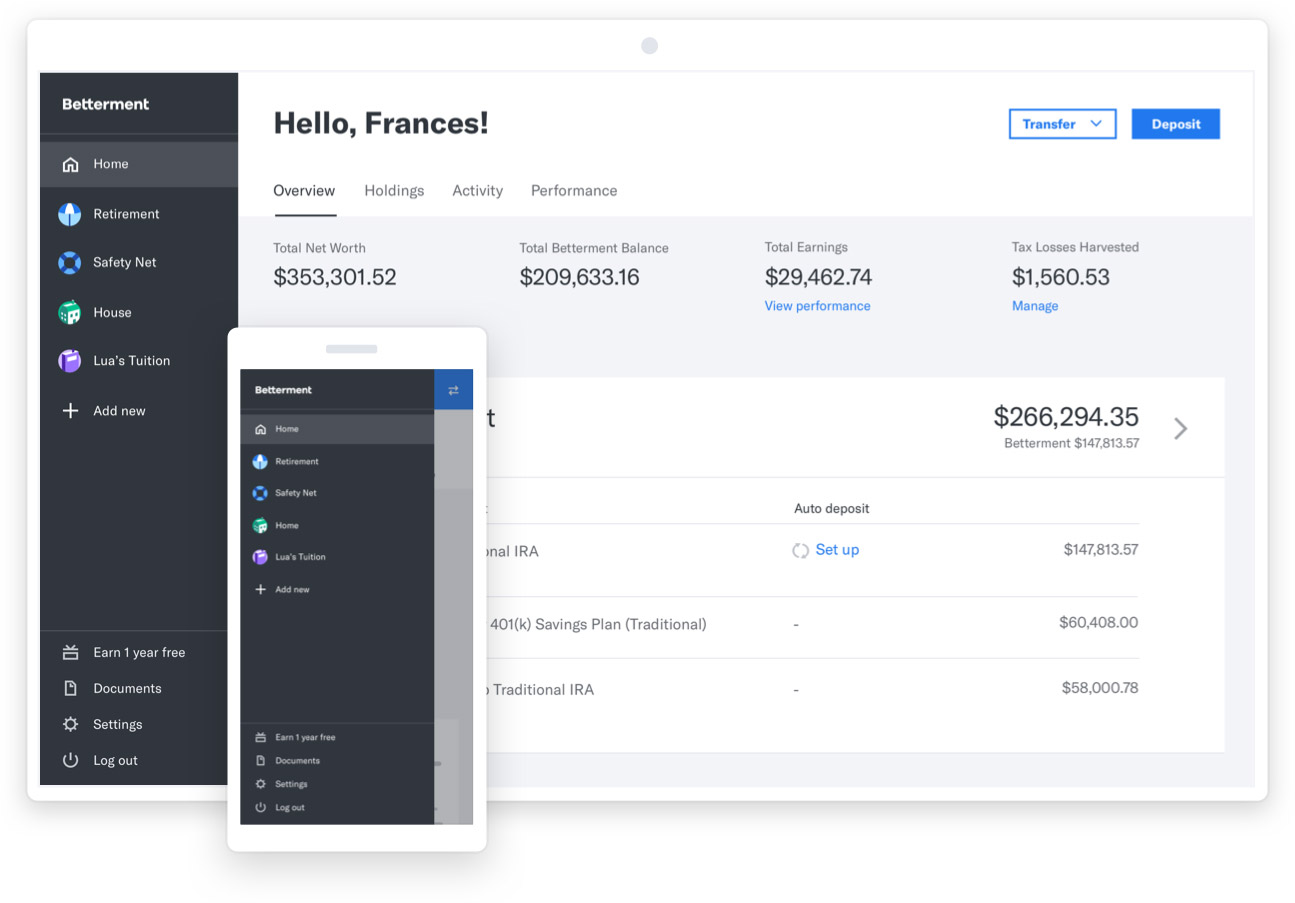 Betterment
Home
Retirement
Safety Net
House
Lua's Tuition
Add new
Earn 1 year free
Documents
Settings
Log out
Hello, Frances!
Transfer
Deposit
Overview Holdings Activity Performance
Total Net Worth
$353,301.52
Total Betterment Balance
$209,633.16
Total Earnings
$29,462.74
View performance
Tax Losses Harvested
$1,560.53
Manage
$266,294.35
Betterment $147,813.57
Auto deposit
IRA Set up $147,813.57
401(k) Savings Plan (Traditional) - $60,408.00
Traditional IRA - $58,000.78
Betterment
Home
Retirement
Safety Net
Home
Lua's Tuition
Add new
Earn 1 year free
Documents
Settings
Log out